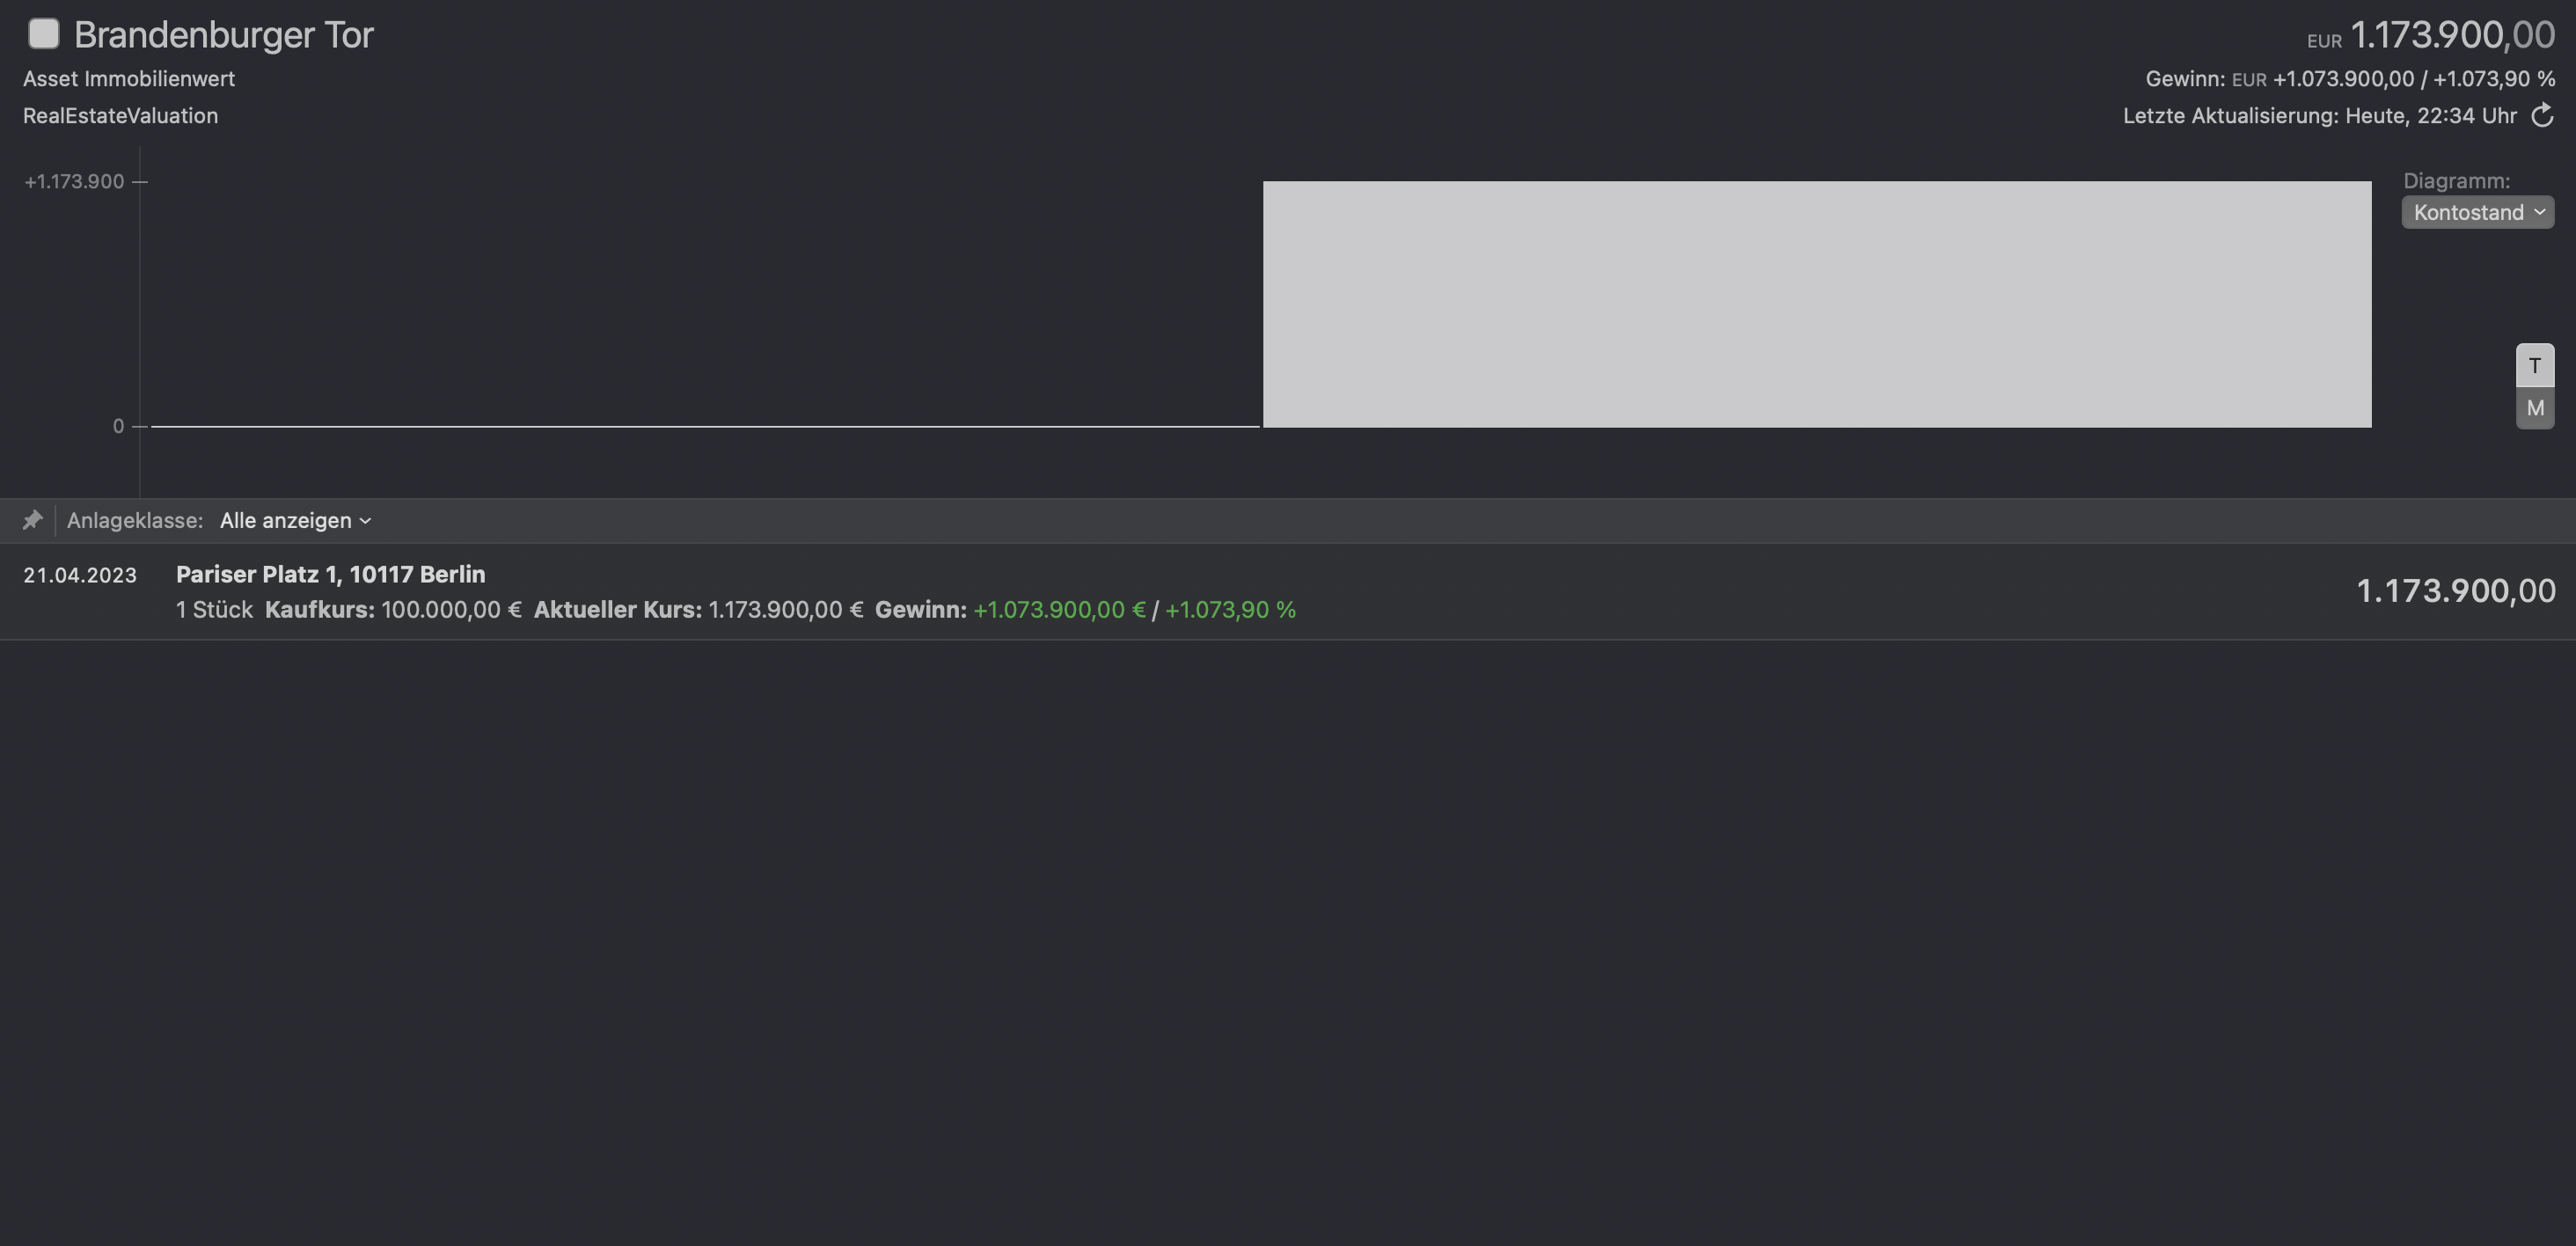 Brandenburger Tor
EUR 1.173.900,00
Asset Immobilienwert
Gewinn: EUR +1.073.900,00 / +1.073,90 %
RealEstateValuation
Letzte Aktualisierung: Heute, 22:34 Uhr
+1.173.900
Diagramm:
Kontostand
T
M
0
Anlageklasse: Alle anzeigen
21.04.2023
Pariser Platz 1, 10117 Berlin
1 Stück Kaufkurs: 100.000,00 € Aktueller Kurs: 1.173.900,00 € Gewinn: +1.073.900,00 € / +1.073,90 %
1.173.900,00